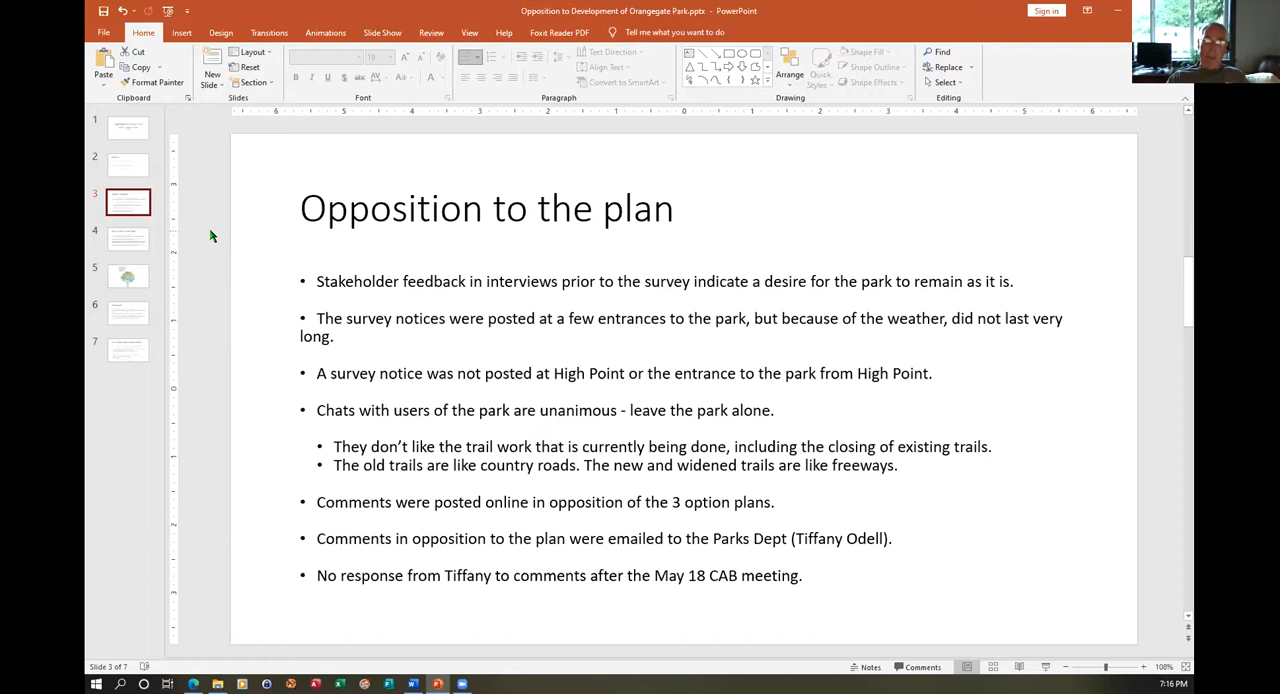 Opposition to Development of Orangegate Park.pptx - PowerPoint
Sign in
File Home Insert Design Transitions Animations Slide Show Review View Help Foxit Reader PDF Tell me what you want to do
Paste
Cut
Copy
Format Painter
Clipboard
New
Slide
Layout
Reset
Section
Slides
Font
Text Direction
Align Text
Convert to SmartArt
Paragraph
Arrange
Quick
Styles
Shape Fill
Shape Outline
Shape Effects
Drawing
Find
Replace
Select
Editing
1
2
3
4
5
6
7
Opposition to the plan
• Stakeholder feedback in interviews prior to the survey indicate a desire for the park to remain as it is.
• The survey notices were posted at a few entrances to the park, but because of the weather, did not last very
long.
• A survey notice was not posted at High Point or the entrance to the park from High Point.
• Chats with users of the park are unanimous - leave the park alone.
• They don’t like the trail work that is currently being done, including the closing of existing trails.
• The old trails are like country roads. The new and widened trails are like freeways.
• Comments were posted online in opposition of the 3 option plans.
• Comments in opposition to the plan were emailed to the Parks Dept (Tiffany Odell).
• No response from Tiffany to comments after the May 18 CAB meeting.
Slide 3 of 7
Notes
Comments
108%
7:16 PM